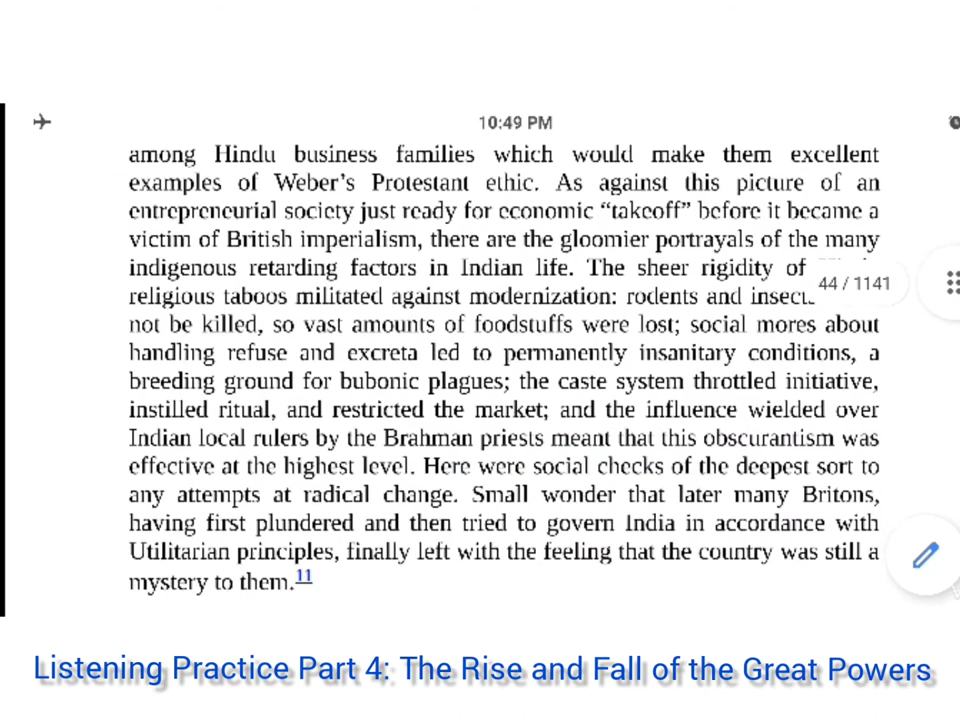 10:49 PM
among Hindu business families which would make them excellent
examples of Weber's Protestant ethic. As against this picture of an
entrepreneurial society just ready for economic “takeoff” before it became a
victim of British imperialism, there are the gloomier portrayals of the many
indigenous retarding factors in Indian life. The sheer rigidity of
44 / 1141
religious taboos militated against modernization: rodents and insect
not be killed, so vast amounts of foodstuffs were lost; social mores about
handling refuse and excreta led to permanently insanitary conditions, a
breeding ground for bubonic plagues; the caste system throttled initiative,
instilled ritual, and restricted the market; and the influence wielded over
Indian local rulers by the Brahman priests meant that this obscurantism was
effective at the highest level. Here were social checks of the deepest sort to
any attempts at radical change. Small wonder that later many Britons,
having first plundered and then tried to govern India in accordance with
Utilitarian principles, finally left with the feeling that the country was still a
mystery to them.11
Listening Practice Part 4: The Rise and Fall of the Great Powers